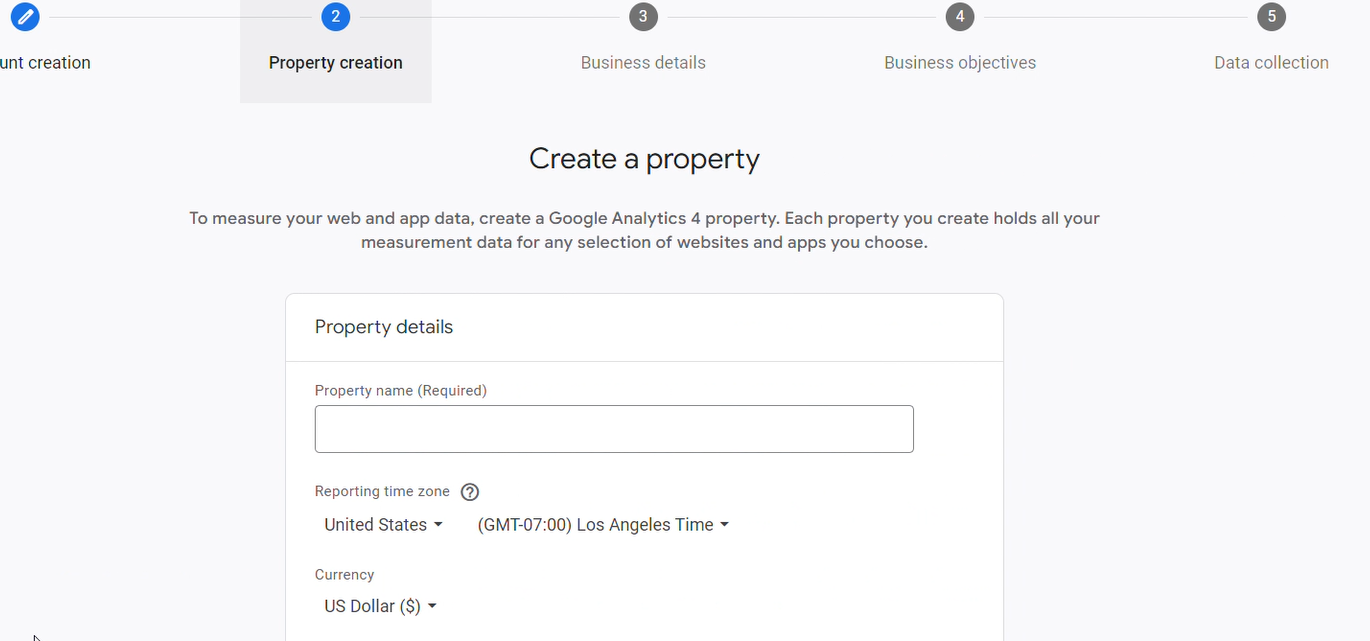 2
3
4
5
unt creation
Property creation
Business details
Business objectives
Data collection
Create a property
To measure your web and app data, create a Google Analytics 4 property. Each property you create holds all your
measurement data for any selection of websites and apps you choose.
Property details
Property name (Required)
Reporting time zone ?
United States (GMT-07:00) Los Angeles Time
Currency
US Dollar ($)